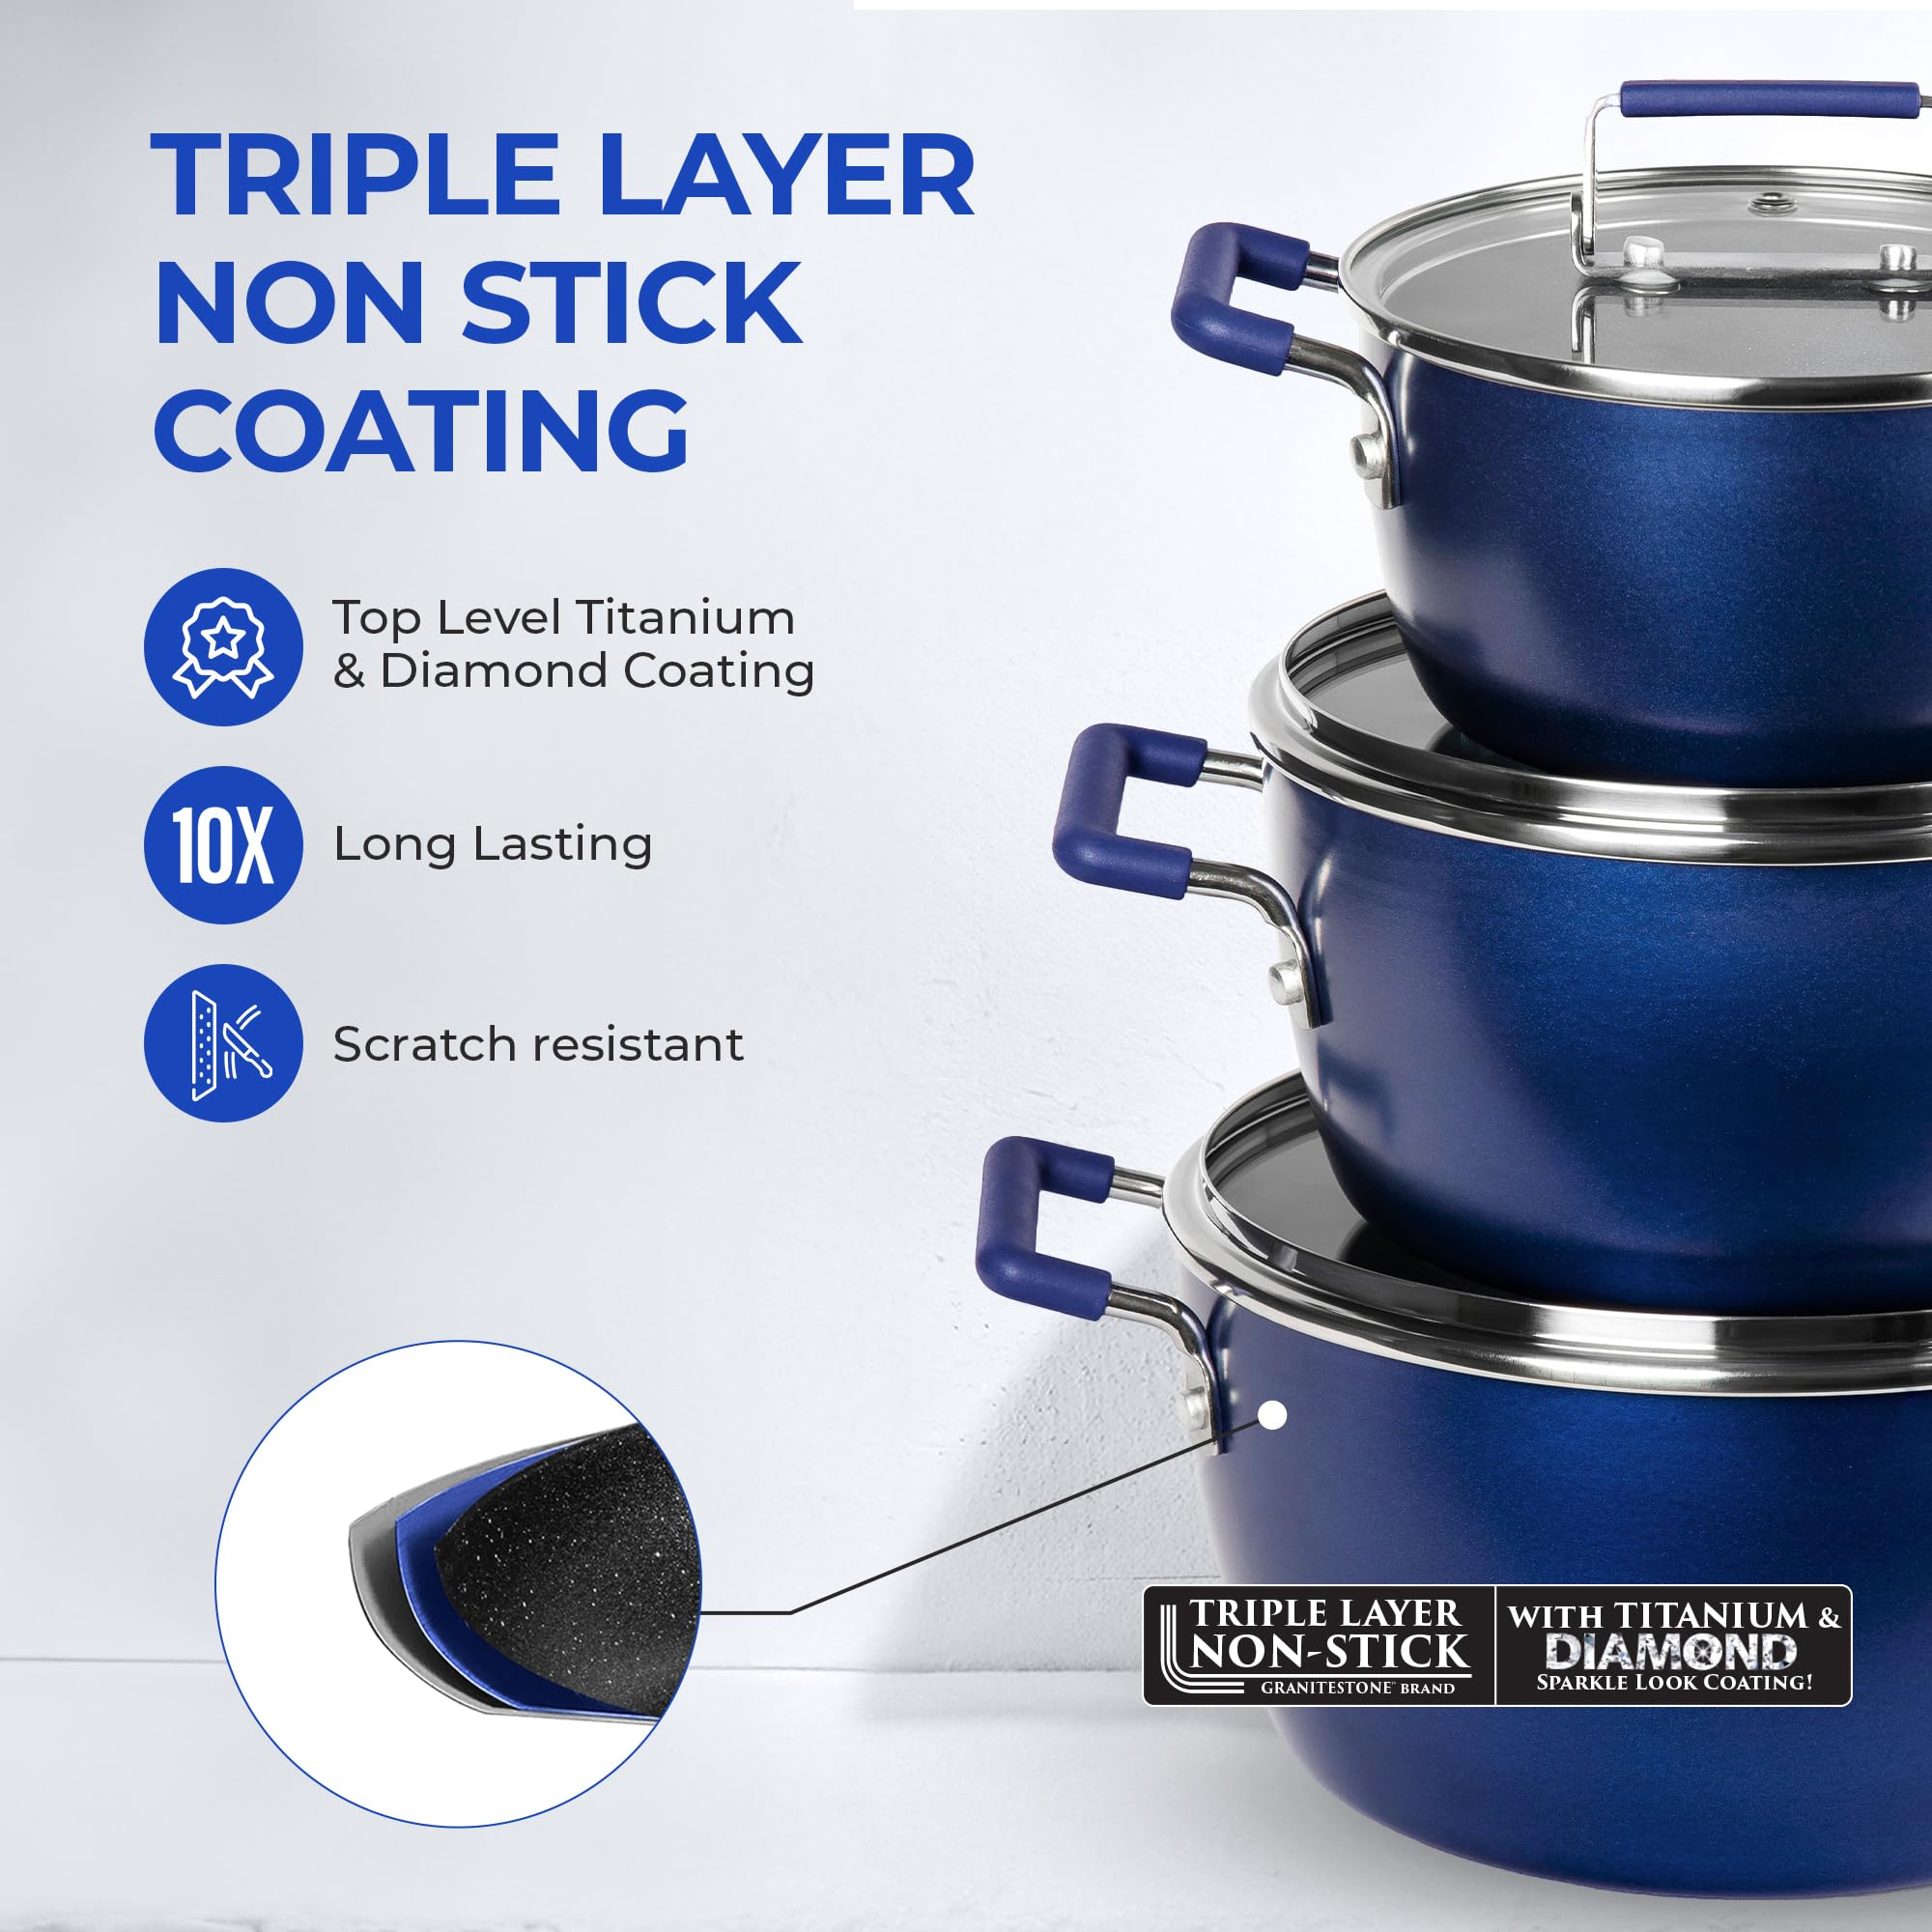 TRIPLE LAYER
NON STICK
COATING
Top Level Titanium
& Diamond Coating
10X
Long Lasting
Scratch resistant
TRIPLE LAYER
NON-STICK
GRANITESTONE™ BRAND
WITH TITANIUM &
DIAMOND
SPARKLE LOOK COATING!